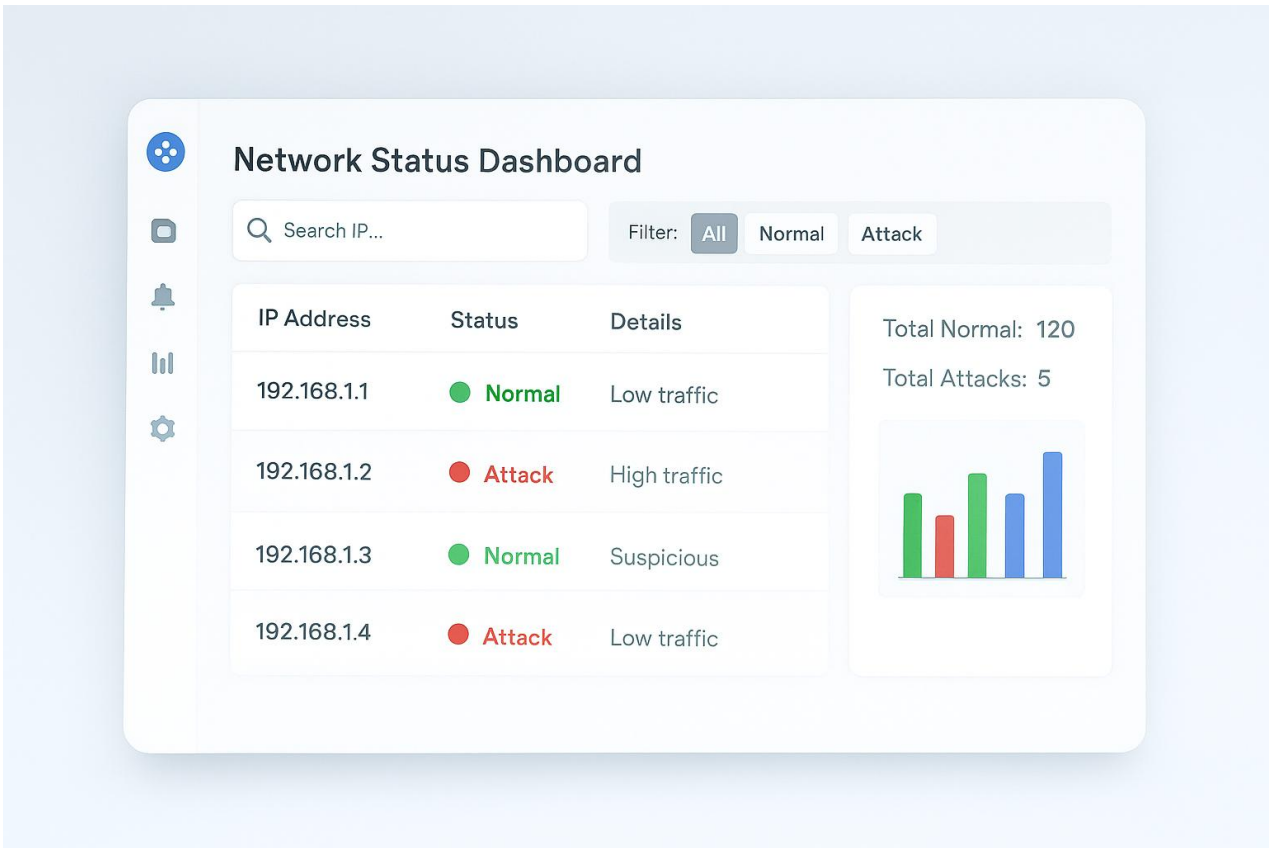 Network Status Dashboard
Search IP...
Filter: All Normal Attack
IP Address Status Details
192.168.1.1 Normal Low traffic
192.168.1.2 Attack High traffic
192.168.1.3 Normal Suspicious
192.168.1.4 Attack Low traffic
Total Normal: 120
Total Attacks: 5